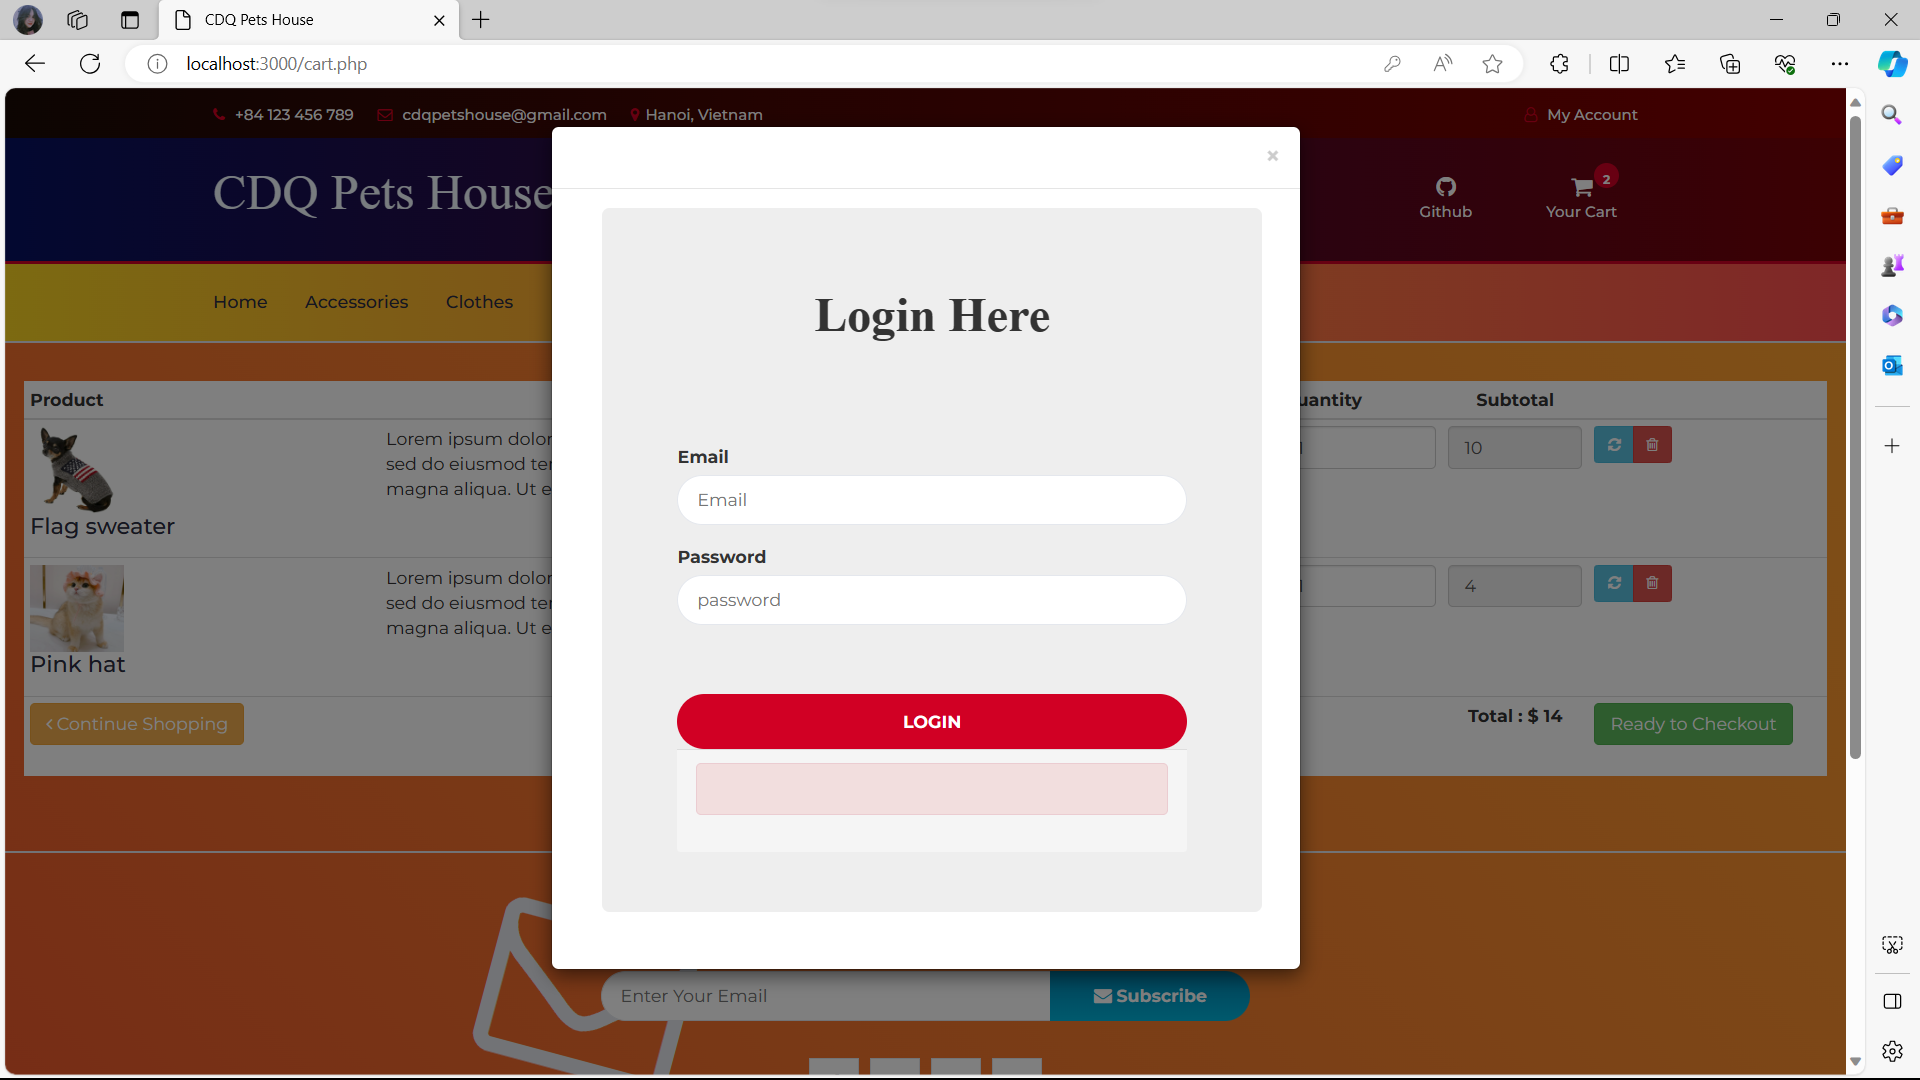 CDQ Pets House
localhost:3000/cart.php
+84 123 456 789
cdqpetshouse@gmail.com
Hanoi, Vietnam
My Account
×
CDQ Pets House
Github
2
Your Cart
Home
Accessories
Clothes
Login Here
Product
uantity
Subtotal
Lorem ipsum dolor
sed do eiusmod
magna aliqua. Ut
Flag sweater
10
Email
Email
Password
password
Lorem ipsum dolor
sed do eiusmod
magna aliqua. Ut
Pink hat
4
LOGIN
Continue Shopping
Total : $ 14
Ready to Checkout
Enter Your Email
Subscribe